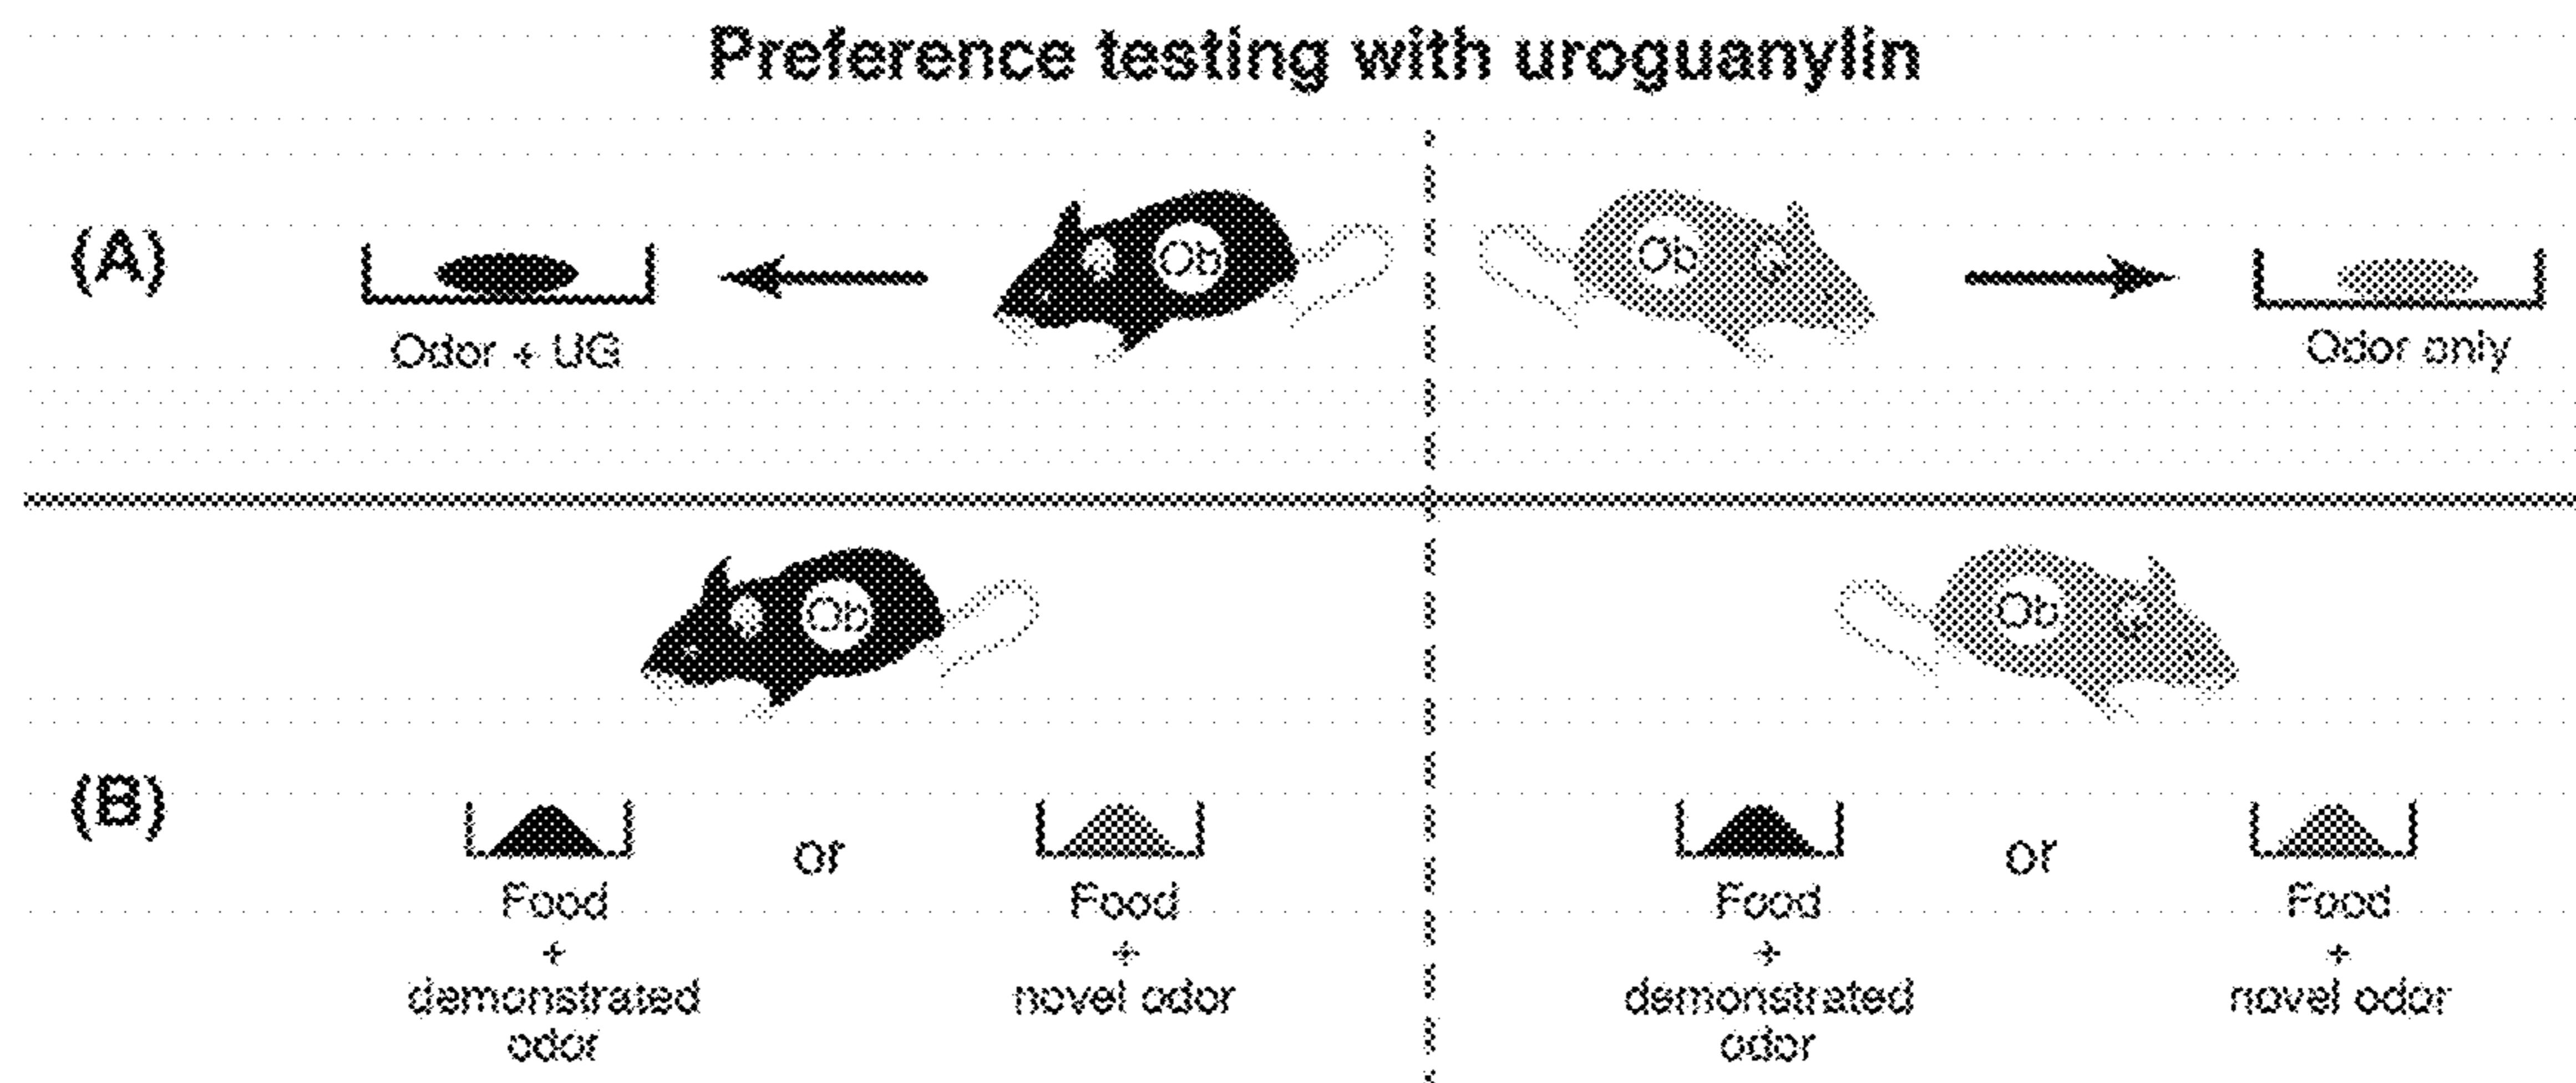 Preference testing with uroguanylin
(A)
Ob
Ob
Odor + UG
Odor only
Ob
Ob
(B)
or
or
Food
+
demonstrated
odor
Food
+
novel odor
Food
+
demonstrated
odor
Food
+
novel odor